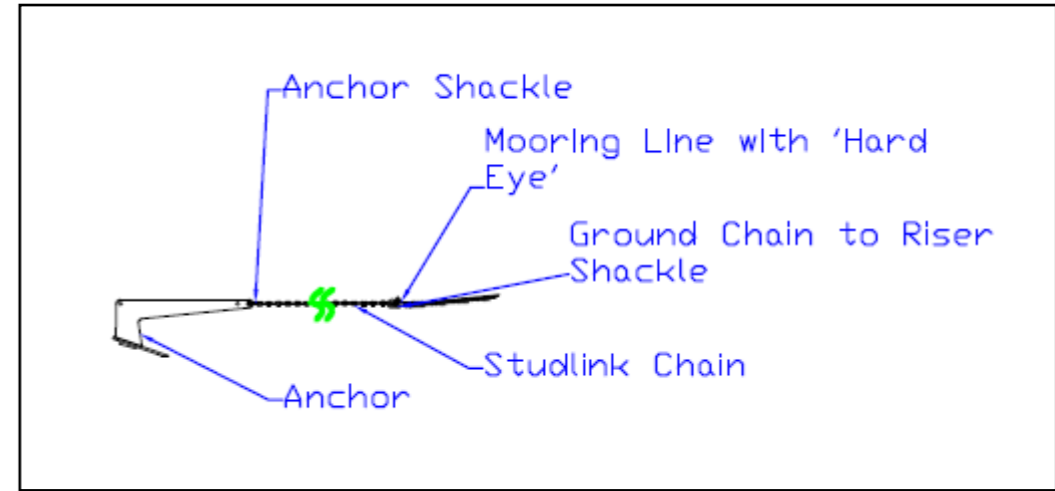 Anchor Shackle
Mooring Line with 'Hard
Eye'
Ground Chain to Riser
Shackle
Studlink Chain
Anchor